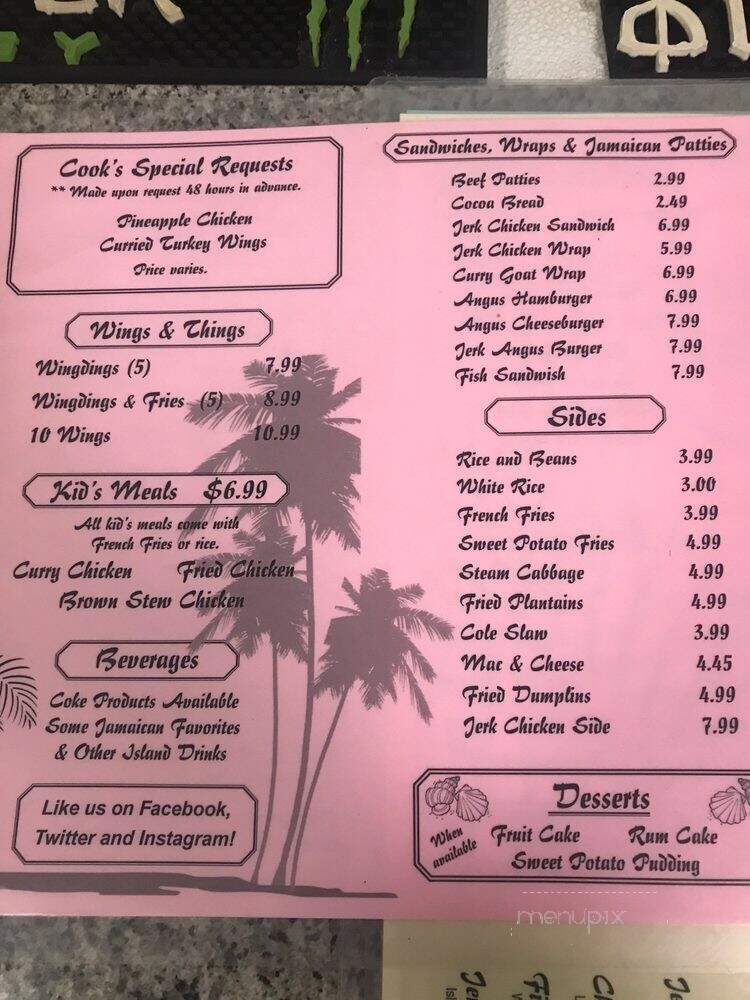 Cook's Special Requests
** Made upon request 48 hours in advance.
Pineapple Chicken
Curried Turkey Wings
Price varies.
Wings & Things
Wingdings (5) 7.99
Wingdings & Fries (5) 8.99
10 Wings 10.99
Kid's Meals $6.99
All kid's meals come with
French Fries or rice.
Curry Chicken Fried Chicken
Brown Stew Chicken
Beverages
Coke Products Available
Some Jamaican Favorites
& Other Island Drinks
Like us on Facebook,
Twitter and Instagram!
Sandwiches, Wraps & Jamaican Patties
Beef Patties 2.99
Cocoa Bread 2.49
Jerk Chicken Sandwich 6.99
Jerk Chicken Wrap 5.99
Curry Goat Wrap 6.99
Angus Hamburger 6.99
Angus Cheeseburger 7.99
Jerk Angus Burger 7.99
Fish Sandwish 7.99
Sides
Rice and Beans 3.99
White Rice 3.00
French Fries 3.99
Sweet Potato Fries 4.99
Steam Cabbage 4.99
Fried Plantains 4.99
Cole Slaw 3.99
Mac & Cheese 4.45
Fried Dumplins 4.99
Jerk Chicken Side 7.99
Desserts
When
available
Fruit Cake Rum Cake
Sweet Potato Pudding
menupix